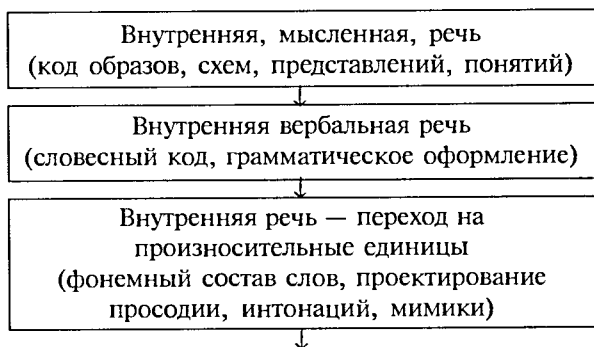 Внутренняя, мысленная, речь
(код образов, схем, представлений, понятий)
Внутренняя вербальная речь
(словесный код, грамматическое оформление)
Внутренняя речь — переход на
произносительные единицы
(фонемный состав слов, проектирование
просодии, интонаций, мимики)